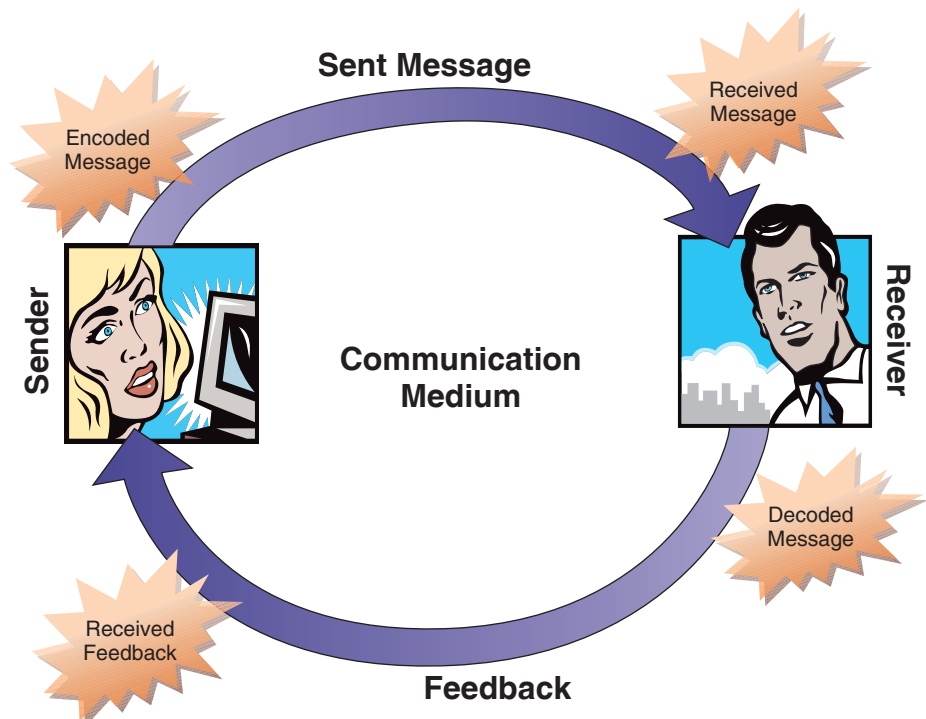 Sent Message
Encoded
Message
Received
Message
Sender
Receiver
Communication
Medium
Decoded
Message
Received
Feedback
Feedback